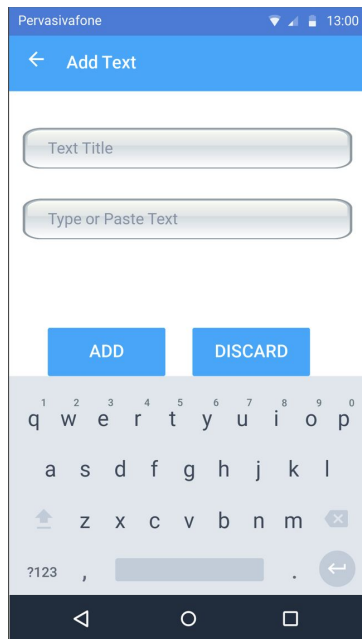 Pervasivafone 13:00
Add Text
Text Title
Type or Paste Text
ADD DISCARD
1 2 3 4 5 6 7 8 9 0
q w e r t y u i o p
a s d f g h j k l
z x c v b n m
?123 , .